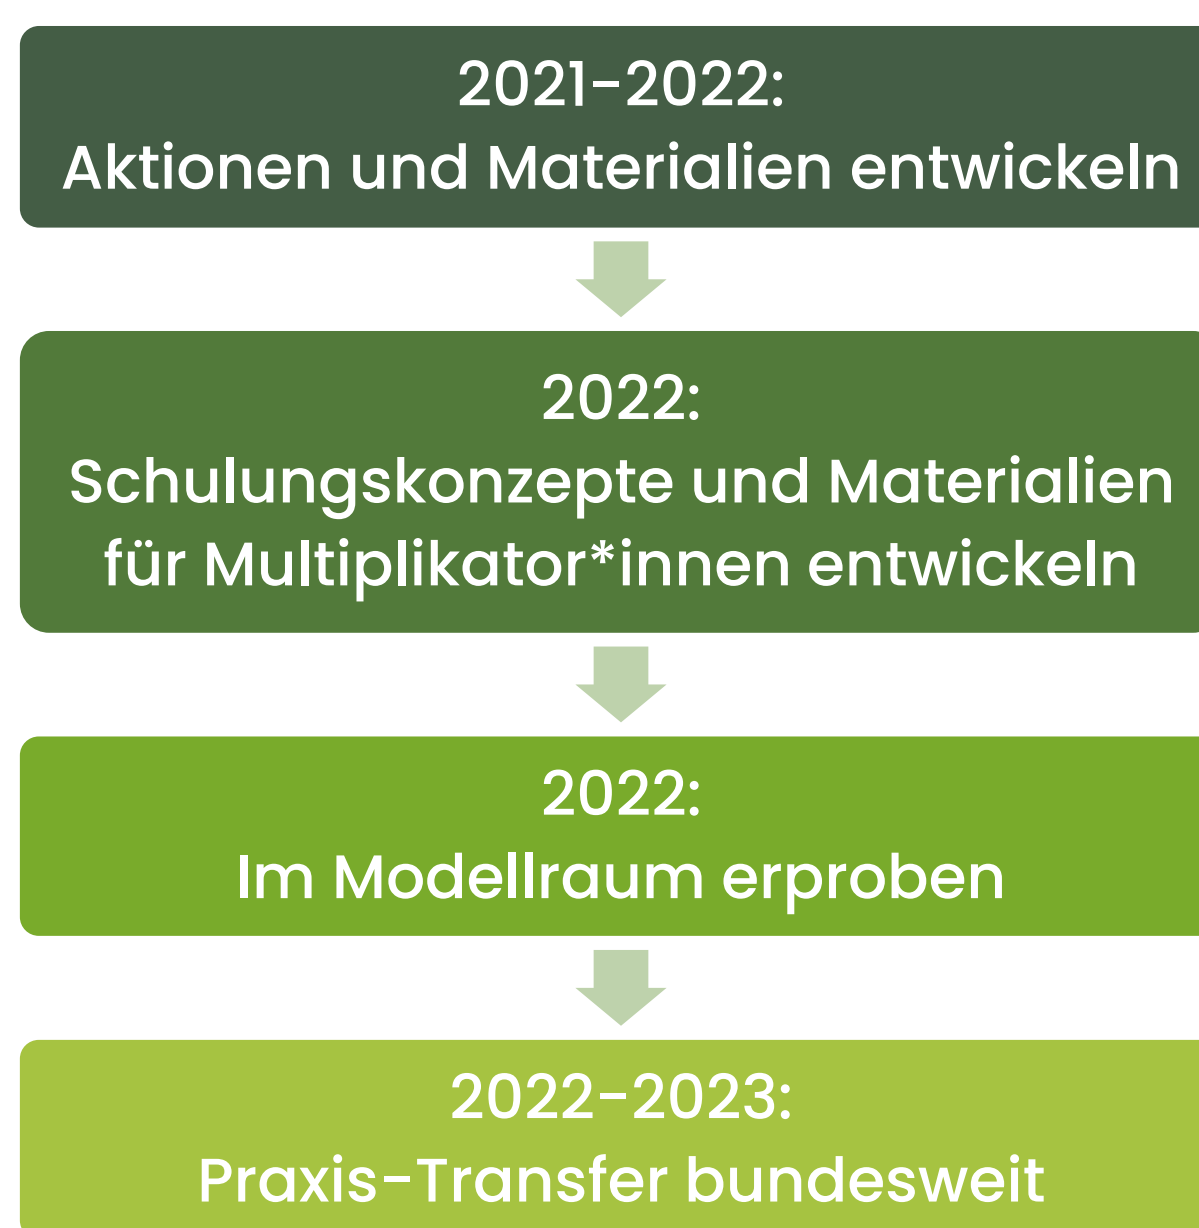 2021-2022:
Aktionen und Materialien entwickeln
2022:
Schulungskonzepte und Materialien
für Multiplikator*innen entwickeln
2022:
Im Modellraum erproben
2022-2023:
Praxis-Transfer bundesweit